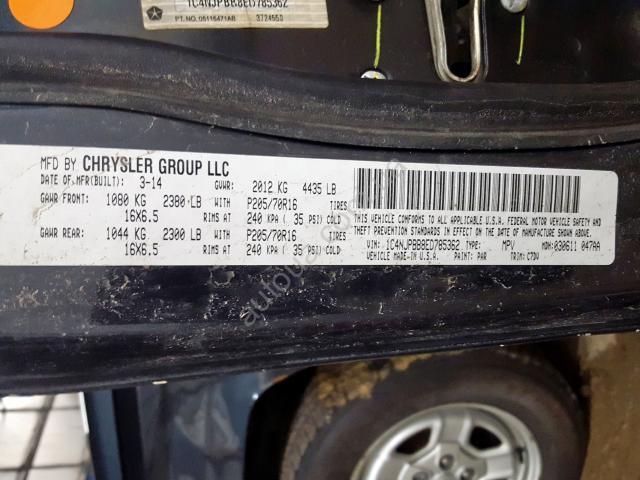 1C4NJPBB8ED785362
PT. NO. 05116471AB 3724553
MFD BY CHRYSLER GROUP LLC
DATE OF MFR(BUILT): 3-14 GVWR: 2012 KG 4435 LB
GAWR FRONT: 1080 KG 2380 LB WITH P205/70R16 TIRES
16X6.5 RIMS AT 240 KPA ( 35 PSI) COLD
GAWR REAR: 1044 KG 2300 LB WITH P205/70R16 TIRES
16X6.5 RIMS AT 240 KPA ( 35 PSI) COLD
THIS VEHICLE CONFORMS TO ALL APPLICABLE U.S.A. FEDERAL MOTOR VEHICLE SAFETY,
BUMPER AND THEFT PREVENTION STANDARDS IN EFFECT ON THE DATE OF MANUFACTURE SHOWN ABOVE.
VIN: 1C4NJPBB8ED785362 TYPE: MPV MDH: 030611 047AA
VEHICLE MADE IN U.S.A. PAINT: PAR TRIM: C7DV